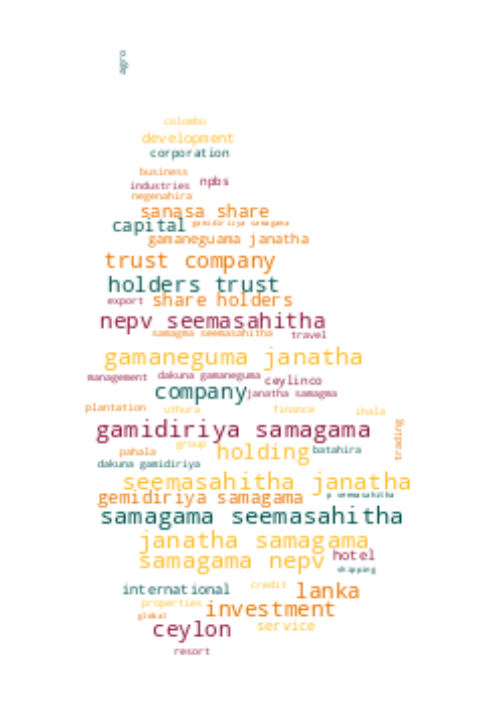 agro
colombo
development
corporation
business
industries npbs
negenahira
sanasa share
capital gamidiriya samagama
gamaneguama janatha
trust company
holders trust
export share holders
nepv seemasahitha
samagma seemasahitha travel
gamaneguma janatha
management dakuna gamaneguma ceylinco
company janatha samagma
plantation uthura finance ihala
gamidiriya samagama trading
group
pahala holding batahira
dakuna gamidiriya
seemasahitha janatha
gemidiriya samagama p seemasahitha
samagama seemasahitha
janatha samagama
samagama nepv hotel
shipping
international credit lanka
properties investment
global
ceylon service
resort